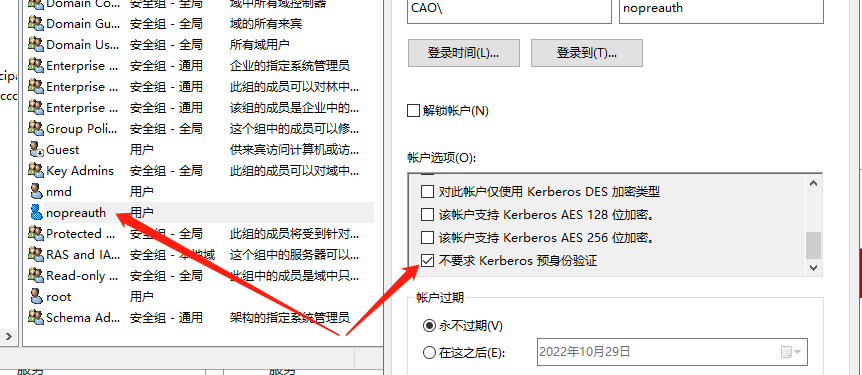 cipa
ccc
Domain Co... 安全组 - 全局 域中所有域控制器
Domain Gu... 安全组 - 全局 域的所有来宾
Domain Us... 安全组 - 全局 所有域用户
Enterprise ... 安全组 - 通用 企业的指定系统管理员
Enterprise ... 安全组 - 通用 此组的成员可以对林中...
Enterprise ... 安全组 - 通用 该组的成员是企业中的...
Group Poli... 安全组 - 全局 这个组中的成员可以修...
Guest 用户 供来宾访问计算机或访...
Key Admins 安全组 - 全局 此组的成员可以对域中...
nmd 用户
nopreauth 用户
Protected ... 安全组 - 全局 此组的成员将受到针对...
RAS and IA... 安全组 - 本地域 这个组中的服务器可以...
Read-only ... 安全组 - 全局 此组中的成员是域中只...
root 用户
Schema Ad... 安全组 - 通用 架构的指定系统管理员
CAO\ nopreauth
登录时间(L)... 登录到(T)...
解锁帐户(N)
帐户选项(O):
对此帐户仅使用 Kerberos DES 加密类型
该帐户支持 Kerberos AES 128 位加密。
该帐户支持 Kerberos AES 256 位加密。
不要求 Kerberos 预身份验证
帐户过期
永不过期(V)
在这之后(E): 2022年10月29日